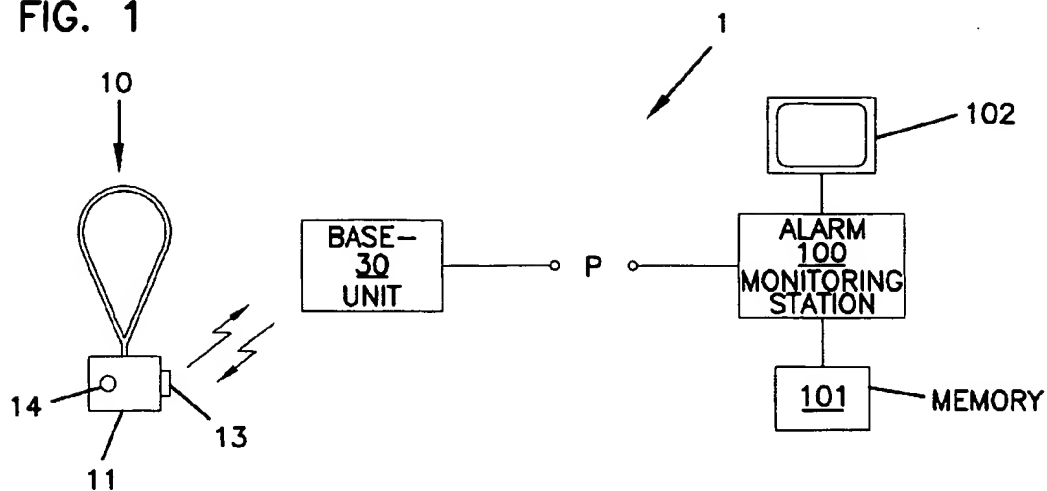 FIG. 1
1
10
102
BASE-
30
UNIT
P
ALARM
100
MONITORING
STATION
14
13
11
101
MEMORY